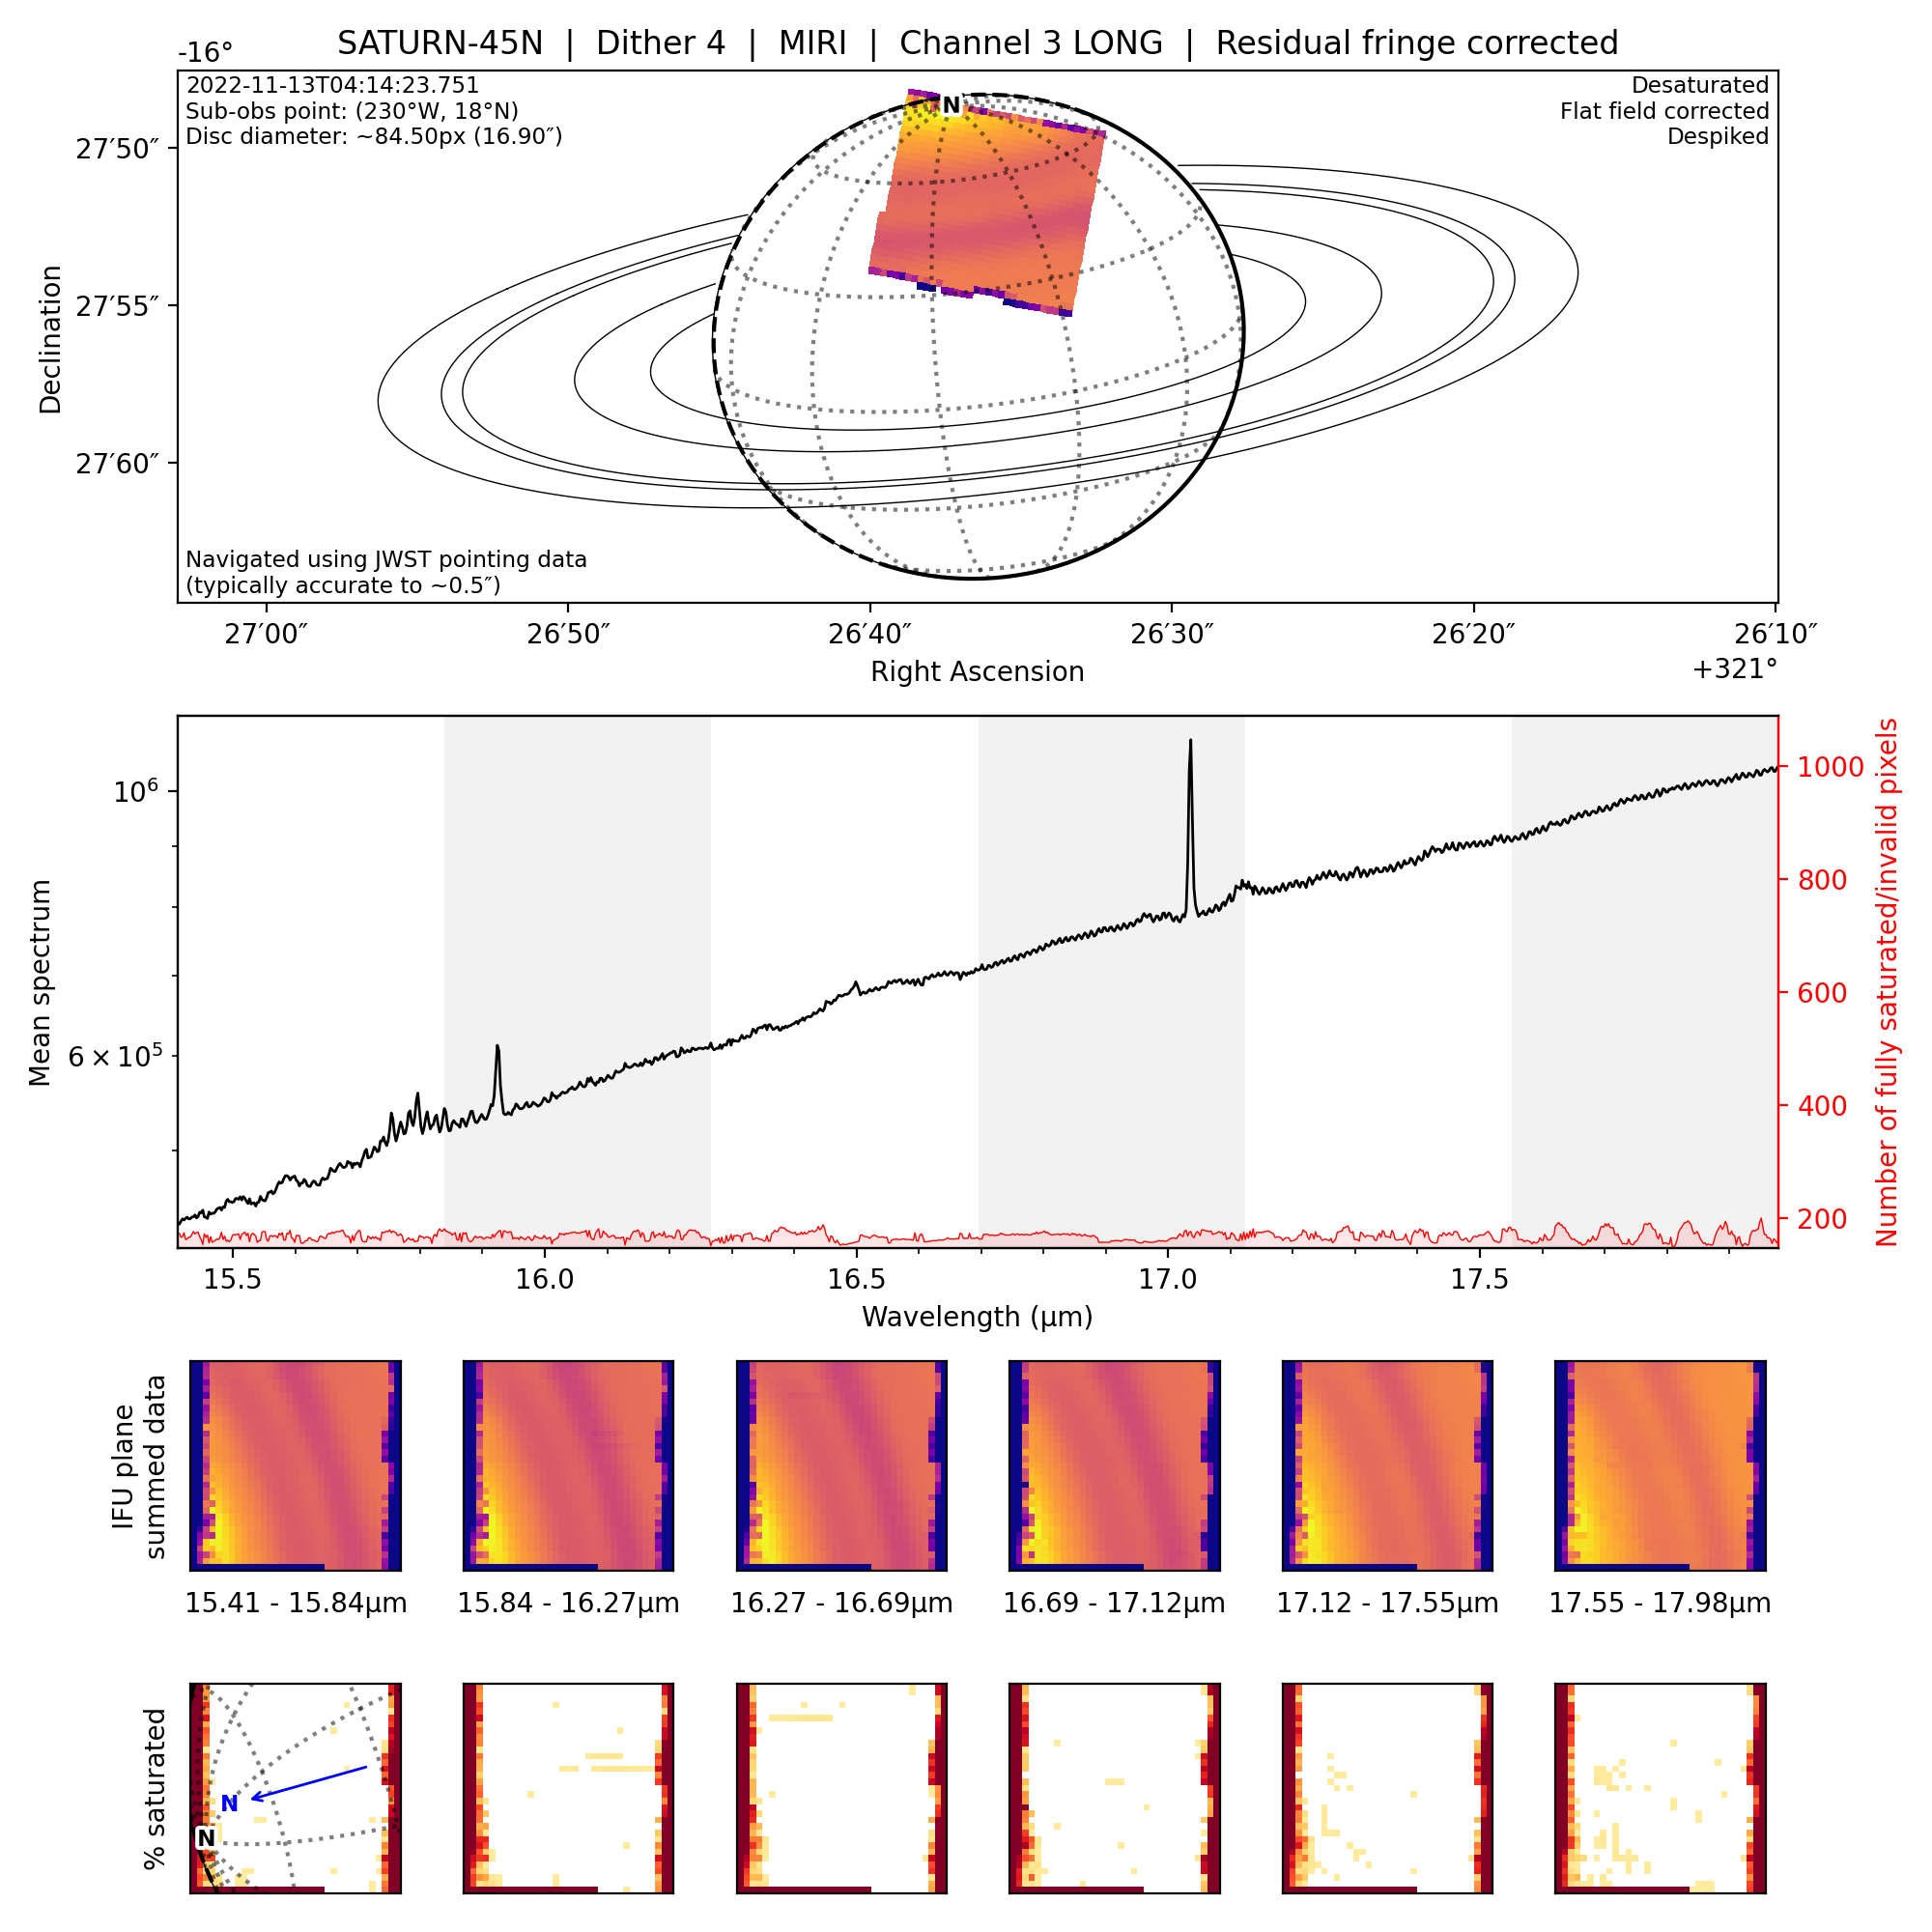 SATURN-45N | Dither 4 | MIRI | Channel 3 LONG | Residual fringe corrected
-16°
2022-11-13T04:14:23.751
Sub-obs point: (230°W, 18°N)
Disc diameter: ~84.50px (16.90″)
Desaturated
Flat field corrected
Despiked
N
27′50″
27′55″
27′60″
Declination
Navigated using JWST pointing data
(typically accurate to ~0.5″)
27′00″ 26′50″ 26′40″ 26′30″ 26′20″ 26′10″
Right Ascension
+321°
10⁶
6 × 10⁵
Mean spectrum
1000
800
600
400
200
Number of fully saturated/invalid pixels
15.5 16.0 16.5 17.0 17.5
Wavelength (µm)
IFU plane
summed data
15.41 - 15.84µm 15.84 - 16.27µm 16.27 - 16.69µm 16.69 - 17.12µm 17.12 - 17.55µm 17.55 - 17.98µm
% saturated
N
N